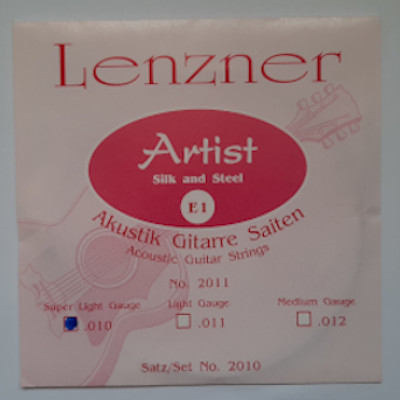 Lenzner
Artist
Silk and Steel
E1
Akustik Gitarre Saiten
Acoustic Guitar Strings
No. 2011
Super Light Gauge Light Gauge Medium Gauge
.010 .011 .012
Satz/Set No. 2010